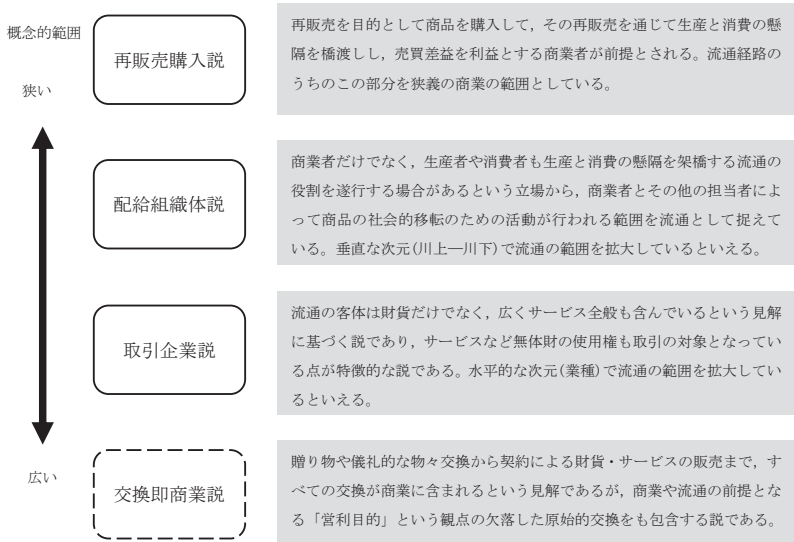 概念的範囲
狭い
再販売購入説
再販売を目的として商品を購入して，その再販売を通じて生産と消費の懸
隔を橋渡しし，売買差益を利益とする商業者が前提とされる。流通経路の
うちのこの部分を狭義の商業の範囲としている。
配給組織体説
商業者だけでなく，生産者や消費者も生産と消費の懸隔を架橋する流通の
役割を遂行する場合があるという立場から，商業者とその他の担当者によ
って商品の社会的移転のための活動が行われる範囲を流通として捉えて
いる。垂直な次元(川上―川下)で流通の範囲を拡大しているといえる。
取引企業説
流通の客体は財貨だけでなく，広くサービス全般も含んでいるという見解
に基づく説であり，サービスなど無体財の使用権も取引の対象となってい
る点が特徴的な説である。水平的な次元(業種)で流通の範囲を拡大してい
るといえる。
広い
交換即商業説
贈り物や儀礼的な物々交換から契約による財貨・サービスの販売まで，す
べての交換が商業に含まれるという見解であるが，商業や流通の前提とな
る「営利目的」という観点の欠落した原始的交換をも包含する説である。